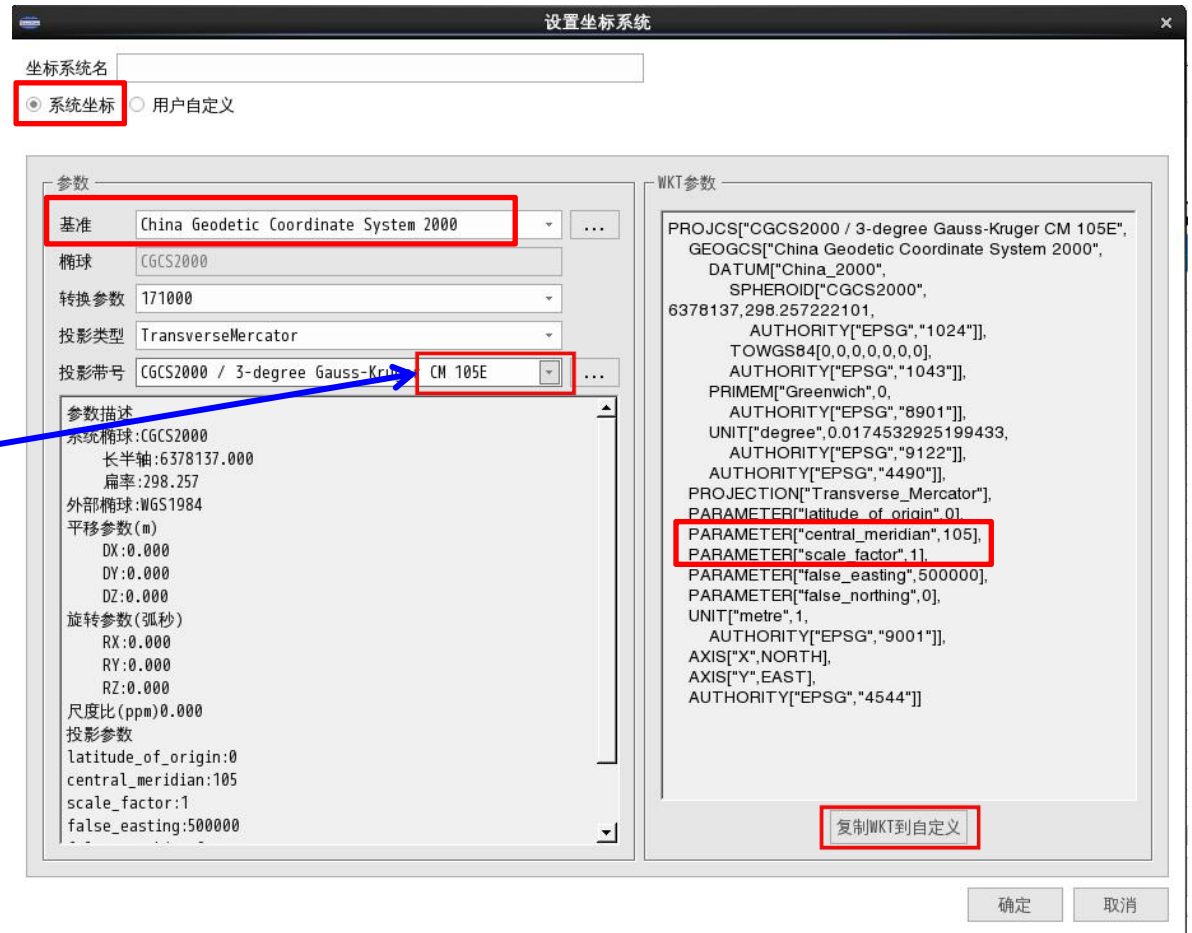 设置坐标系统
坐标系统名
系统坐标 用户自定义
参数
基准 China Geodetic Coordinate System 2000 ...
椭球 CGCS2000
转换参数 171000
投影类型 TransverseMercator
投影带号 CGCS2000 / 3-degree Gauss-Kruger CM 105E ...
参数描述
系统椭球:CGCS2000
长半轴:6378137.000
扁率:298.257
外部椭球:WGS1984
平移参数(m)
DX:0.000
DY:0.000
DZ:0.000
旋转参数(弧秒)
RX:0.000
RY:0.000
RZ:0.000
尺度比(ppm)0.000
投影参数
latitude_of_origin:0
central_meridian:105
scale_factor:1
false_easting:500000
WKT参数
PROJCS["CGCS2000 / 3-degree Gauss-Kruger CM 105E",
GEOGCS["China Geodetic Coordinate System 2000",
DATUM["China_2000",
SPHEROID["CGCS2000",
6378137,298.257222101,
AUTHORITY["EPSG","1024"]],
TOWGS84[0,0,0,0,0,0,0],
AUTHORITY["EPSG","1043"]],
PRIMEM["Greenwich",0,
AUTHORITY["EPSG","8901"]],
UNIT["degree",0.0174532925199433,
AUTHORITY["EPSG","9122"]],
AUTHORITY["EPSG","4490"]],
PROJECTION["Transverse_Mercator"],
PARAMETER["latitude_of_origin",0],
PARAMETER["central_meridian",105],
PARAMETER["scale_factor",1],
PARAMETER["false_easting",500000],
PARAMETER["false_northing",0],
UNIT["metre",1,
AUTHORITY["EPSG","9001"]],
AXIS["X",NORTH],
AXIS["Y",EAST],
AUTHORITY["EPSG","4544"]]
复制WKT到自定义
确定 取消